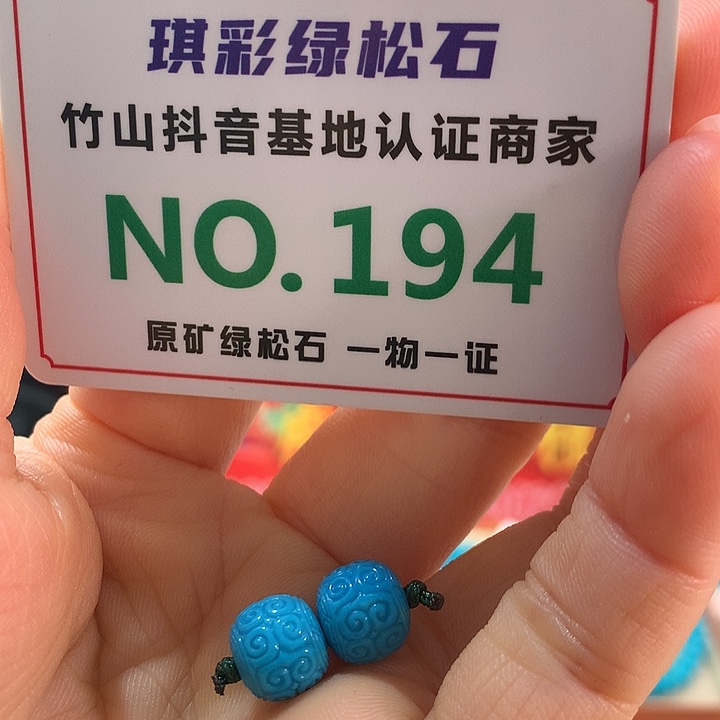 琪彩绿松石
竹山抖音基地认证商家
NO.194
原矿绿松石 一物一证